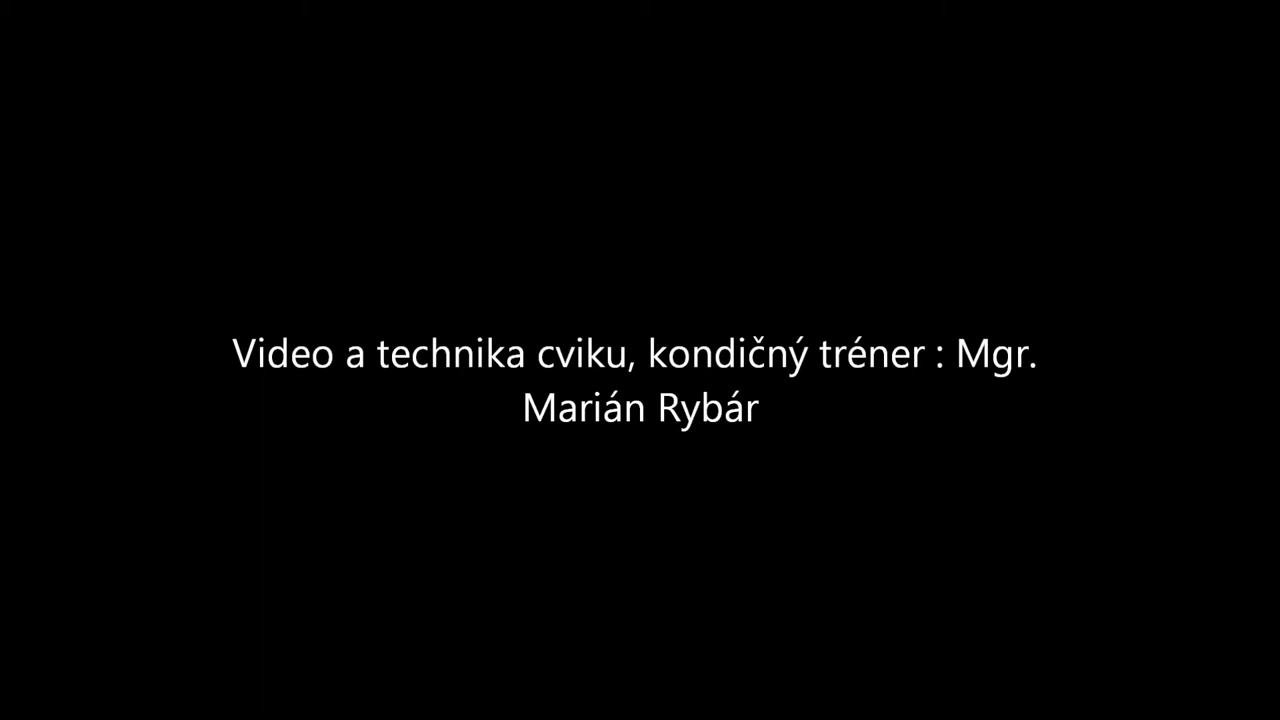 Video a technika cviku, kondičný tréner : Mgr.
Marián Rybár